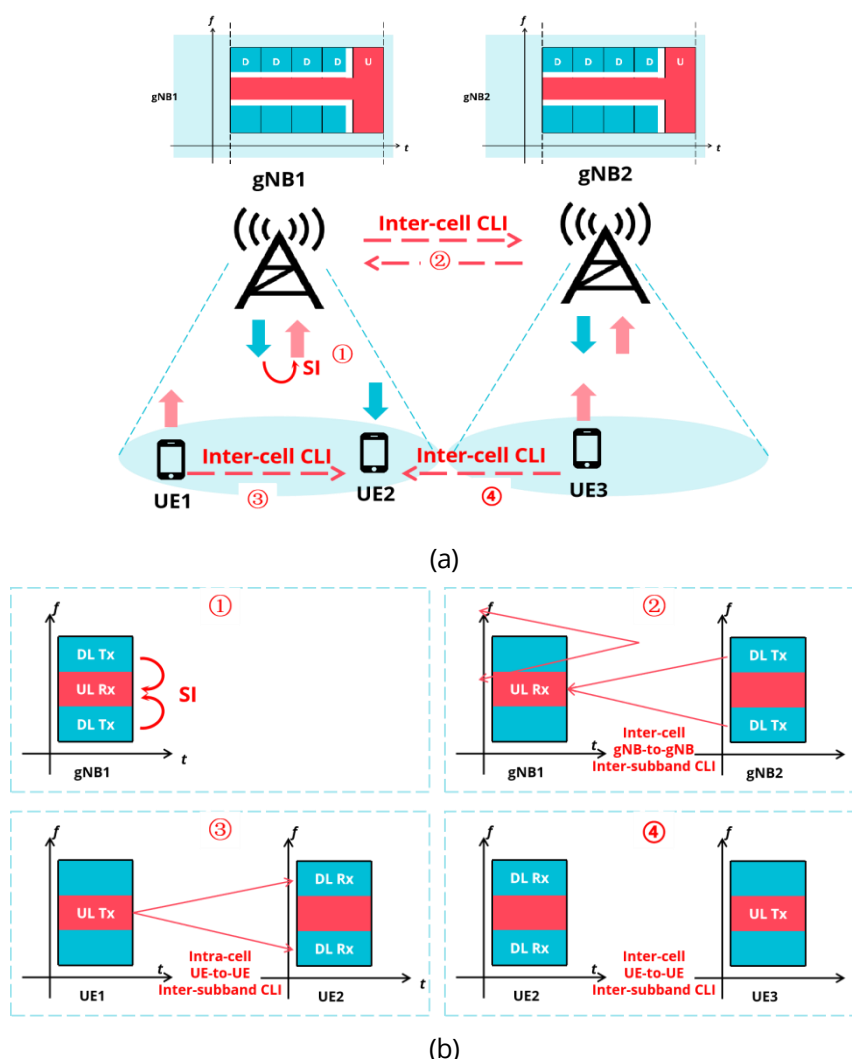 f
f
D D D D U
D D D D U
gNB1
gNB2
t
t
gNB1
gNB2
Inter-cell CLI
②
①
SI
Inter-cell CLI
Inter-cell CLI
③
④
UE1
UE2
UE3
(a)
①
f
DL Tx
UL Rx
DL Tx
SI
t
gNB1
②
f
f
UL Rx
DL Tx
DL Tx
Inter-cell
gNB-to-gNB
Inter-subband CLI
t
t
gNB1
gNB2
③
f
f
UL Tx
DL Rx
DL Rx
Intra-cell
UE-to-UE
Inter-subband CLI
t
t
UE1
UE2
④
f
f
DL Rx
DL Rx
UL Tx
Inter-cell
UE-to-UE
Inter-subband CLI
t
t
UE2
UE3
(b)